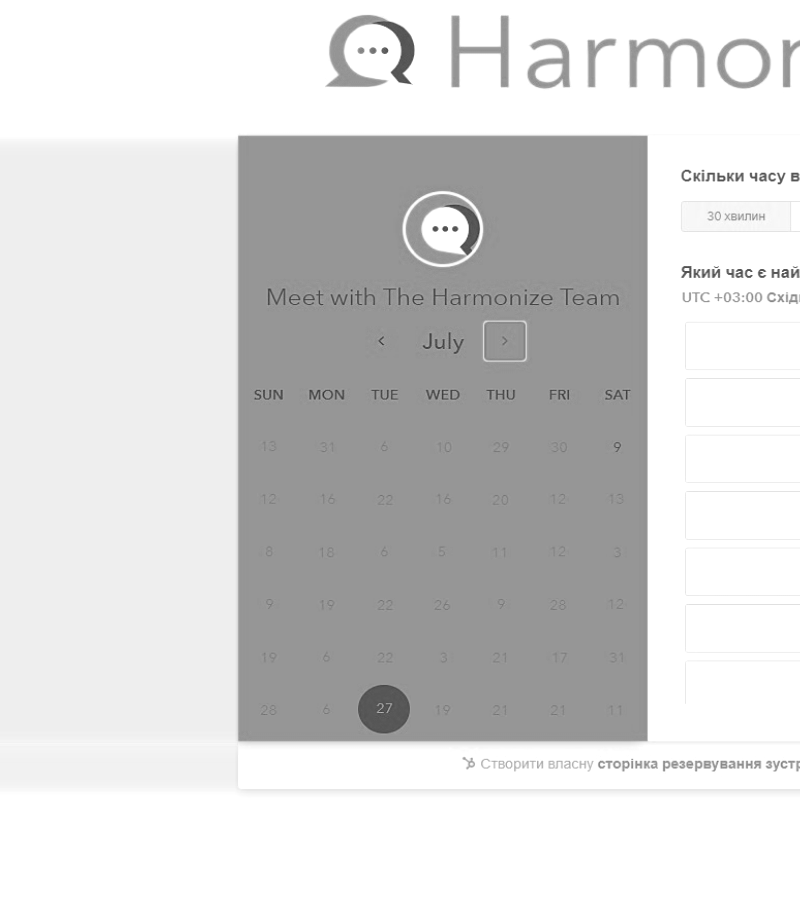 Harmon
Meet with The Harmonize Team
July
SUN MON TUE WED THU FRI SAT
13 31 6 10 29 30 9
12 16 22 16 20 12 13
8 18 6 5 11 12 3
9 19 22 26 9 28 12
19 6 22 3 21 17 31
28 6 27 19 21 21 11
Скільки часу в
30 хвилин
Який час є най
UTC +03:00 Східн
Створити власну сторінка резервування зустр